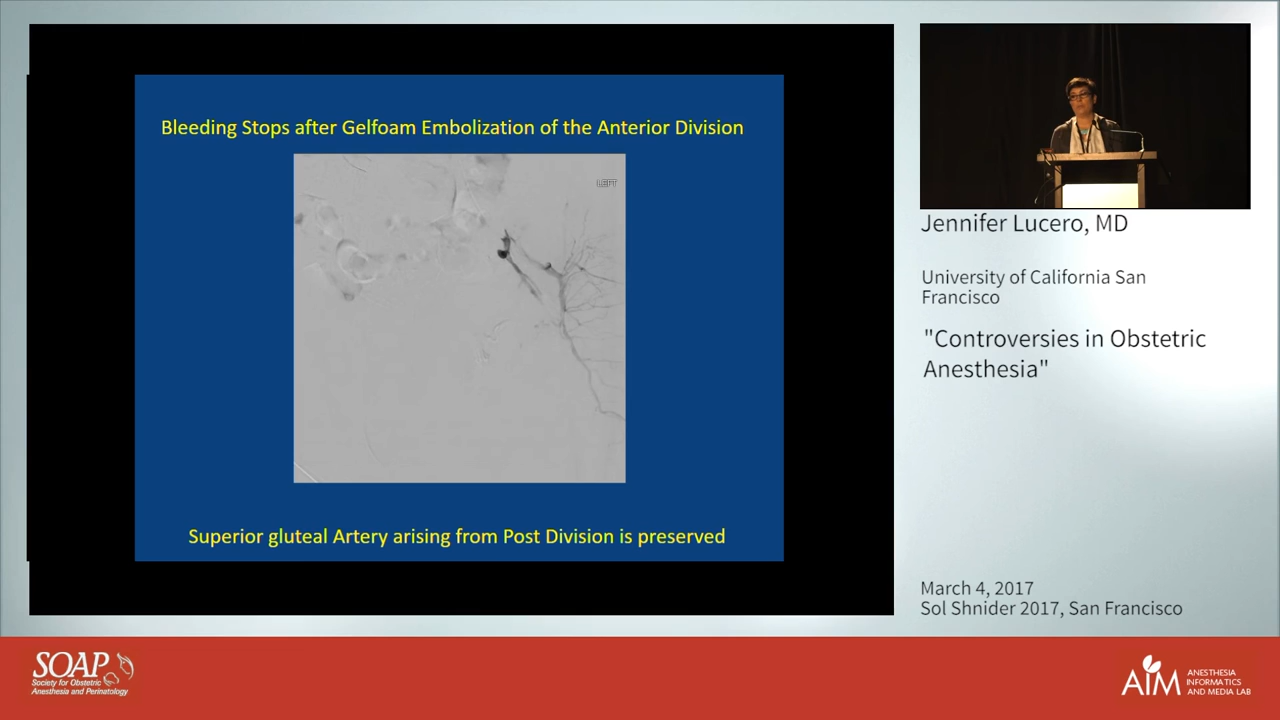 Bleeding Stops after Gelfoam Embolization of the Anterior Division
LEFT
Superior gluteal Artery arising from Post Division is preserved
Jennifer Lucero, MD
University of California San
Francisco
"Controversies in Obstetric
Anesthesia"
March 4, 2017
Sol Shnider 2017, San Francisco
SOAP
Society for Obstetric
Anesthesia and Perinatology
AIM
ANESTHESIA
INFORMATICS
AND MEDIA LAB